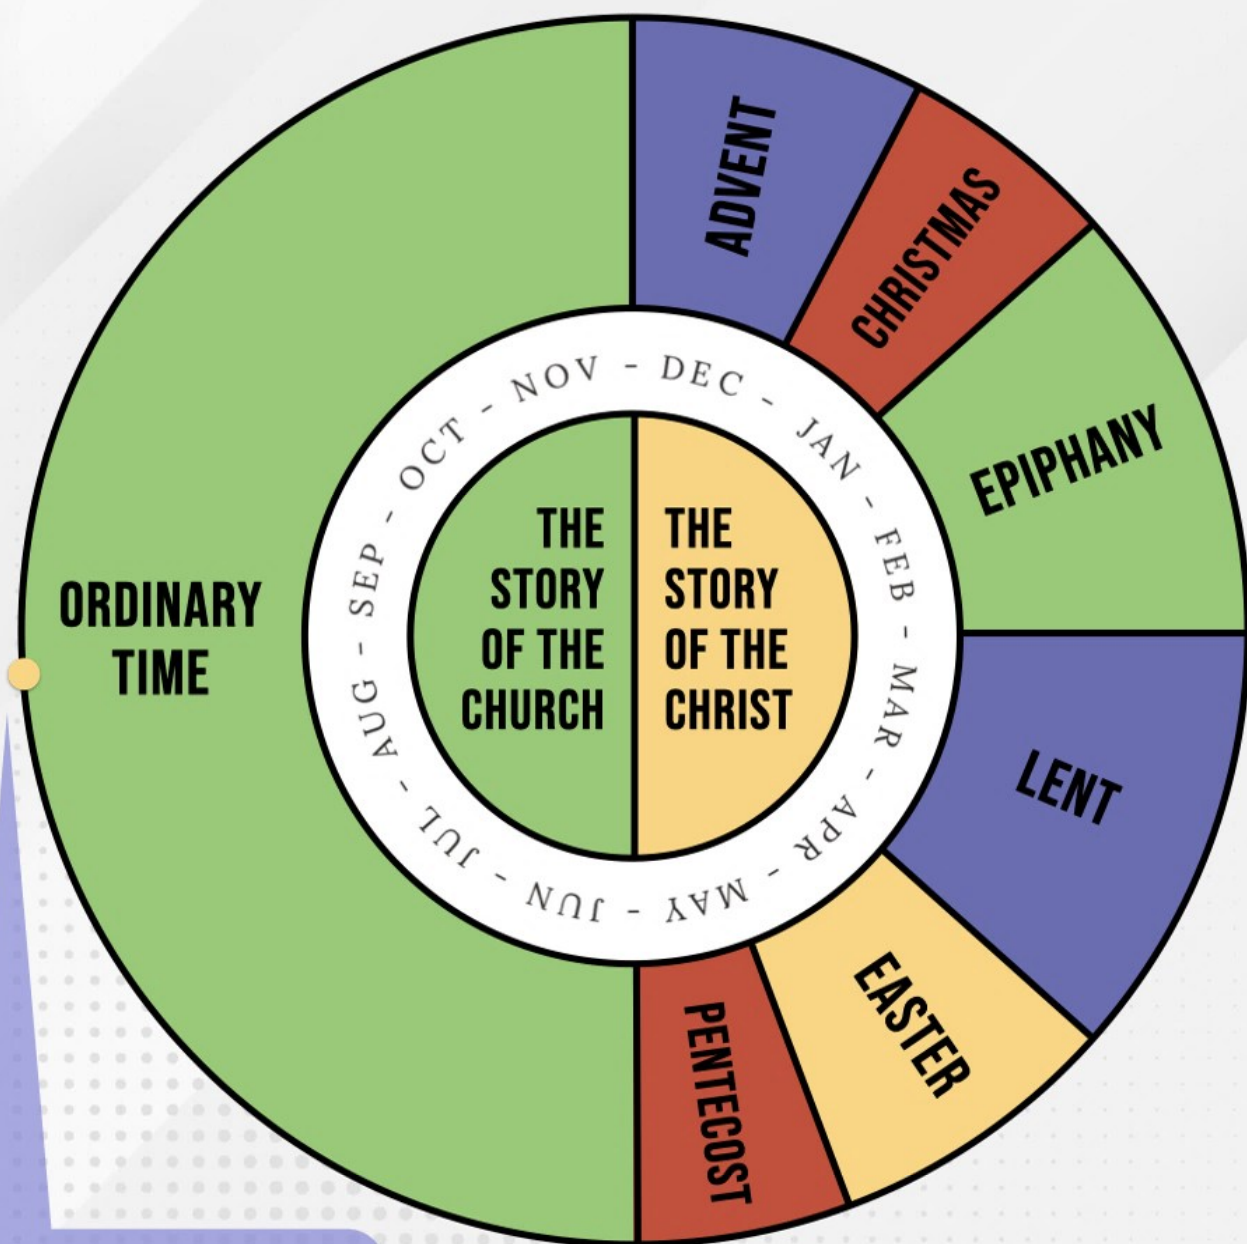 ADVENT
CHRISTMAS
EPIPHANY
LENT
EASTER
PENTECOST
ORDINARY
TIME
DEC - JAN - FEB - MAR - APR - MAY - JUN - JUL - AUG - SEP - OCT - NOV -
THE
STORY
OF THE
CHURCH
THE
STORY
OF THE
CHRIST